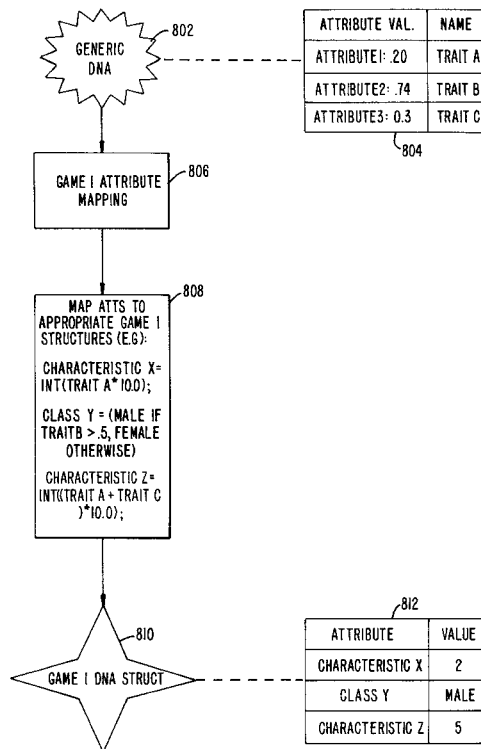 802
GENERIC
DNA
ATTRIBUTE VAL. NAME
ATTRIBUTE1: .20 TRAIT A
ATTRIBUTE2: .74 TRAIT B
ATTRIBUTE3: 0.3 TRAIT C
804
806
GAME 1 ATTRIBUTE
MAPPING
808
MAP ATTS TO
APPROPRIATE GAME 1
STRUCTURES (E.G):
CHARACTERISTIC X=
INT(TRAIT A*10.0);
CLASS Y = (MALE IF
TRAITB > .5, FEMALE
OTHERWISE)
CHARACTERISTIC Z=
INT((TRAIT A + TRAIT C
)*10.0);
810
GAME 1 DNA STRUCT
812
ATTRIBUTE VALUE
CHARACTERISTIC X 2
CLASS Y MALE
CHARACTERISTIC Z 5